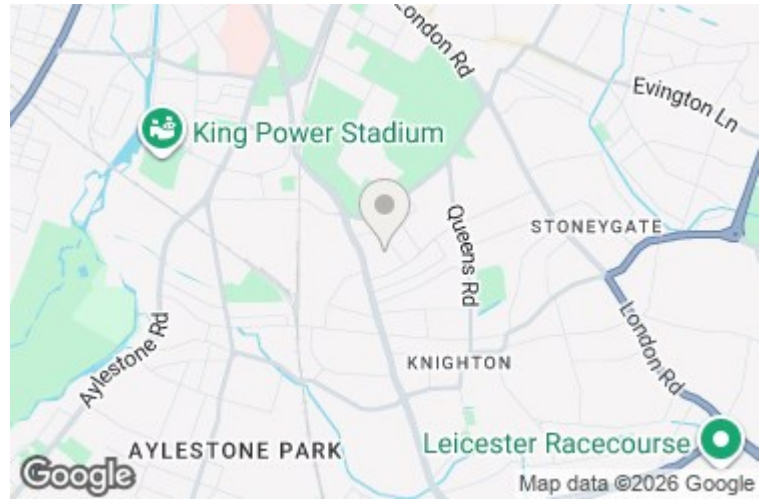 London Rd
Evington Ln
King Power Stadium
Queens Rd
STONEYGATE
Aylestone Rd
London Rd
KNIGHTON
AYLESTONE PARK
Leicester Racecourse
Google
Map data ©2026 Google